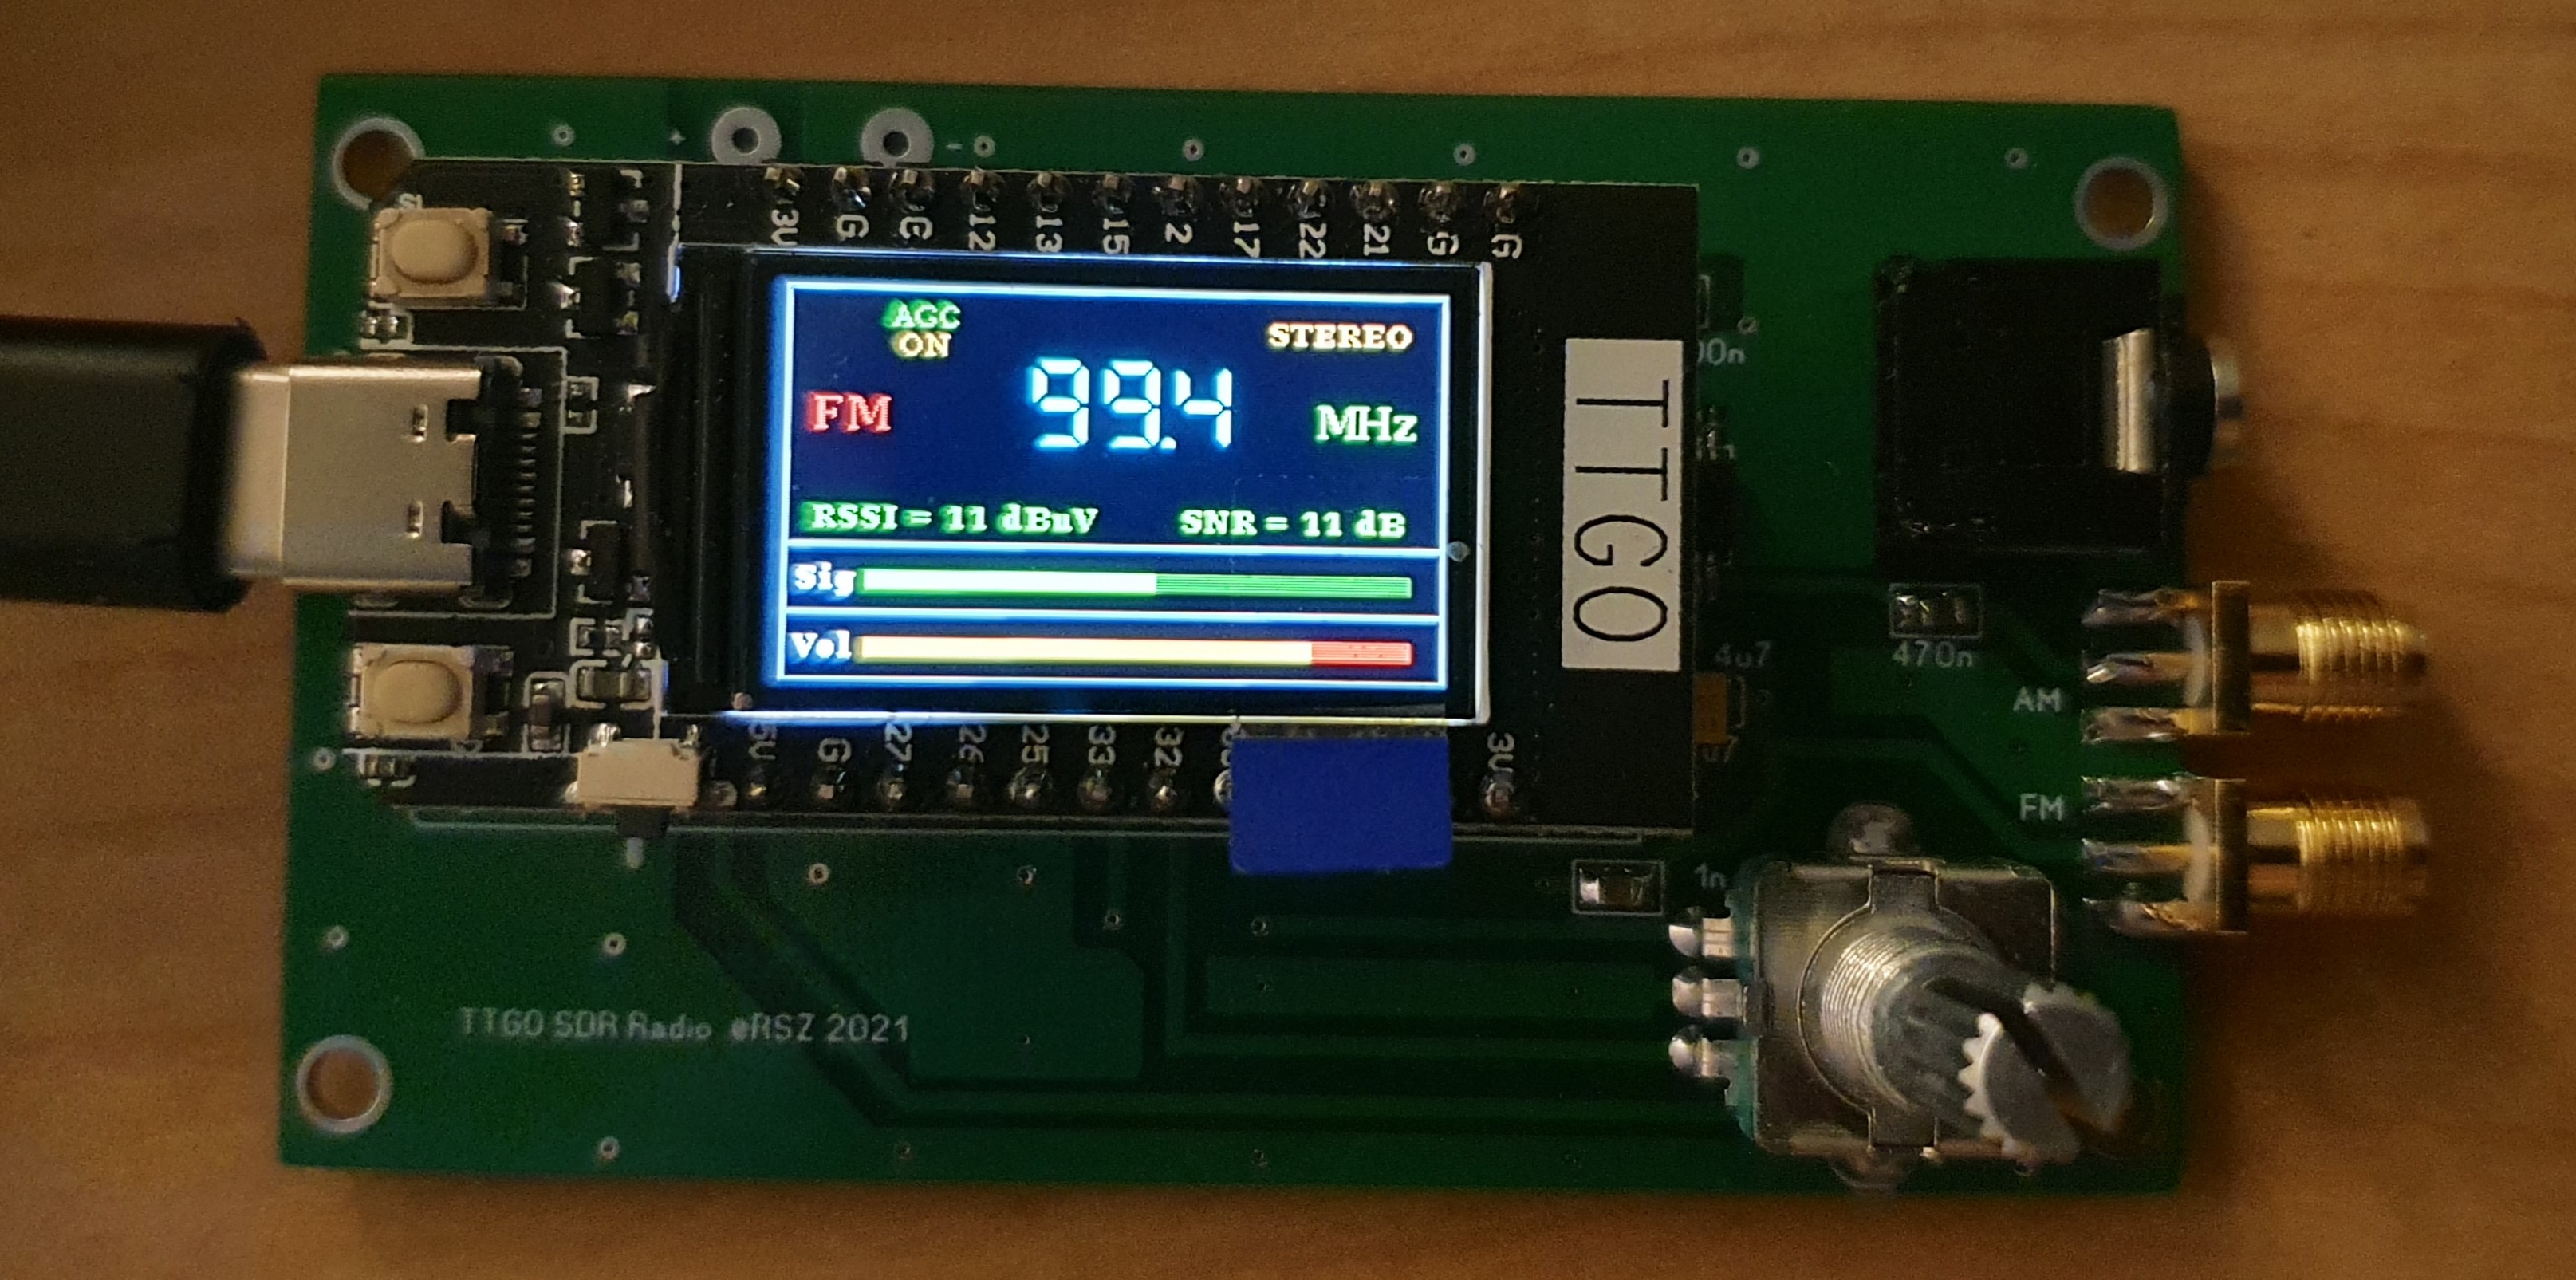 3V G G 12 13 15 2 17 22 21 G G
AGC
ON
STEREO
FM 99.4 MHz
RSSI = 11 dBuV SNR = 11 dB
Sig
Vol
TTGO
5V G 27 26 25 33 32 3V
470n
4u7
AM
FM
1n
TTGO SDR Radio eRSZ 2021